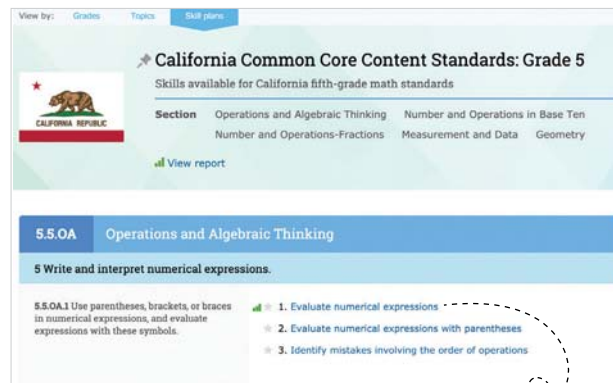 View by: Grades Topics Skill plans
California Common Core Content Standards: Grade 5
Skills available for California fifth-grade math standards
Section Operations and Algebraic Thinking Number and Operations in Base Ten
Number and Operations-Fractions Measurement and Data Geometry
CALIFORNIA REPUBLIC
View report
5.5.OA Operations and Algebraic Thinking
5 Write and interpret numerical expressions.
5.5.OA.1 Use parentheses, brackets, or braces
in numerical expressions, and evaluate
expressions with these symbols.
1. Evaluate numerical expressions
2. Evaluate numerical expressions with parentheses
3. Identify mistakes involving the order of operations